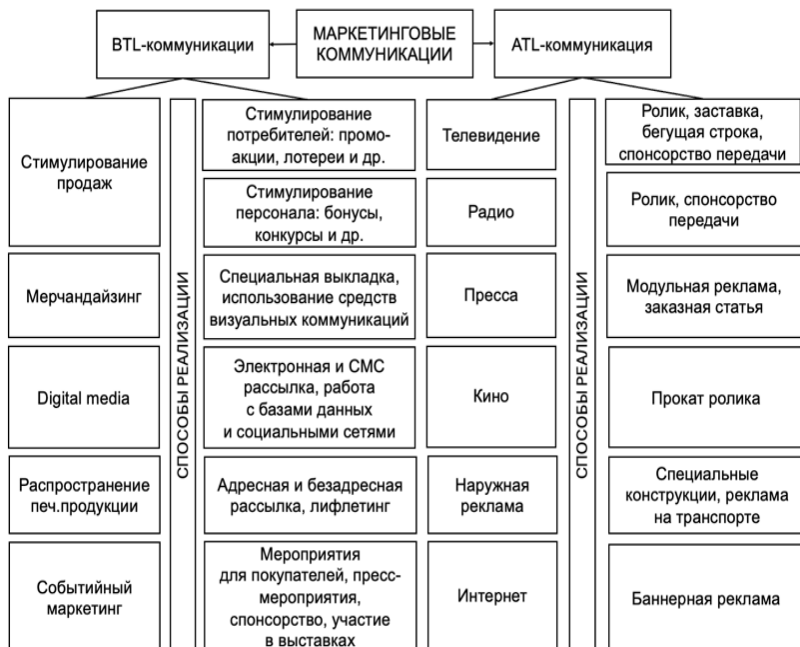 МАРКЕТИНГОВЫЕ
КОММУНИКАЦИИ
BTL-коммуникации
ATL-коммуникация
Стимулирование
продаж
Мерчандайзинг
Digital media
Распространение
печ.продукции
Событийный
маркетинг
СПОСОБЫ РЕАЛИЗАЦИИ
Стимулирование
потребителей: промо-
акции, лотереи и др.
Стимулирование
персонала: бонусы,
конкурсы и др.
Специальная выкладка,
использование средств
визуальных коммуникаций
Электронная и СМС
рассылка, работа
с базами данных
и социальными сетями
Адресная и безадресная
рассылка, лифлетинг
Мероприятия
для покупателей, пресс-
мероприятия,
спонсорство, участие
в выставках
Телевидение
Радио
Пресса
Кино
Наружная
реклама
Интернет
СПОСОБЫ РЕАЛИЗАЦИИ
Ролик, заставка,
бегущая строка,
спонсорство передачи
Ролик, спонсорство
передачи
Модульная реклама,
заказная статья
Прокат ролика
Специальные
конструкции, реклама
на транспорте
Баннерная реклама